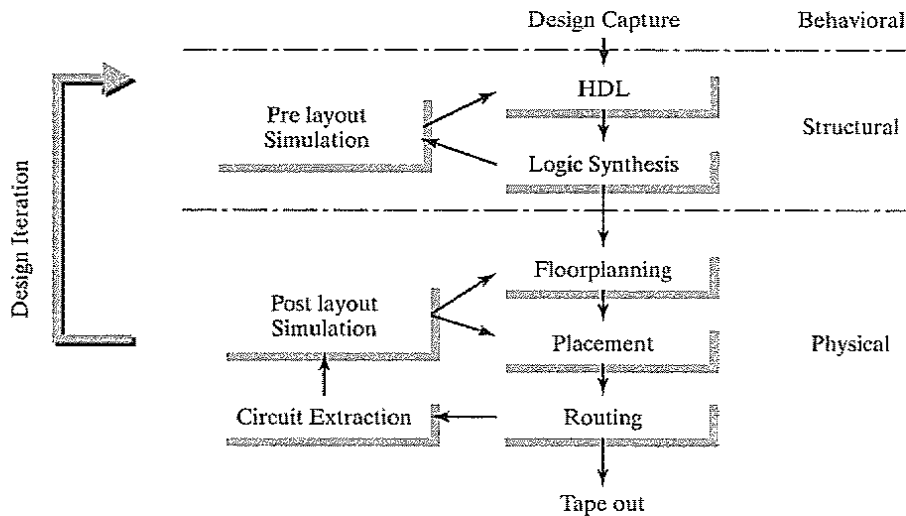 Design Capture
Behavioral
HDL
Pre layout
Simulation
Structural
Logic Synthesis
Design Iteration
Floorplanning
Post layout
Simulation
Placement
Physical
Circuit Extraction
Routing
Tape out